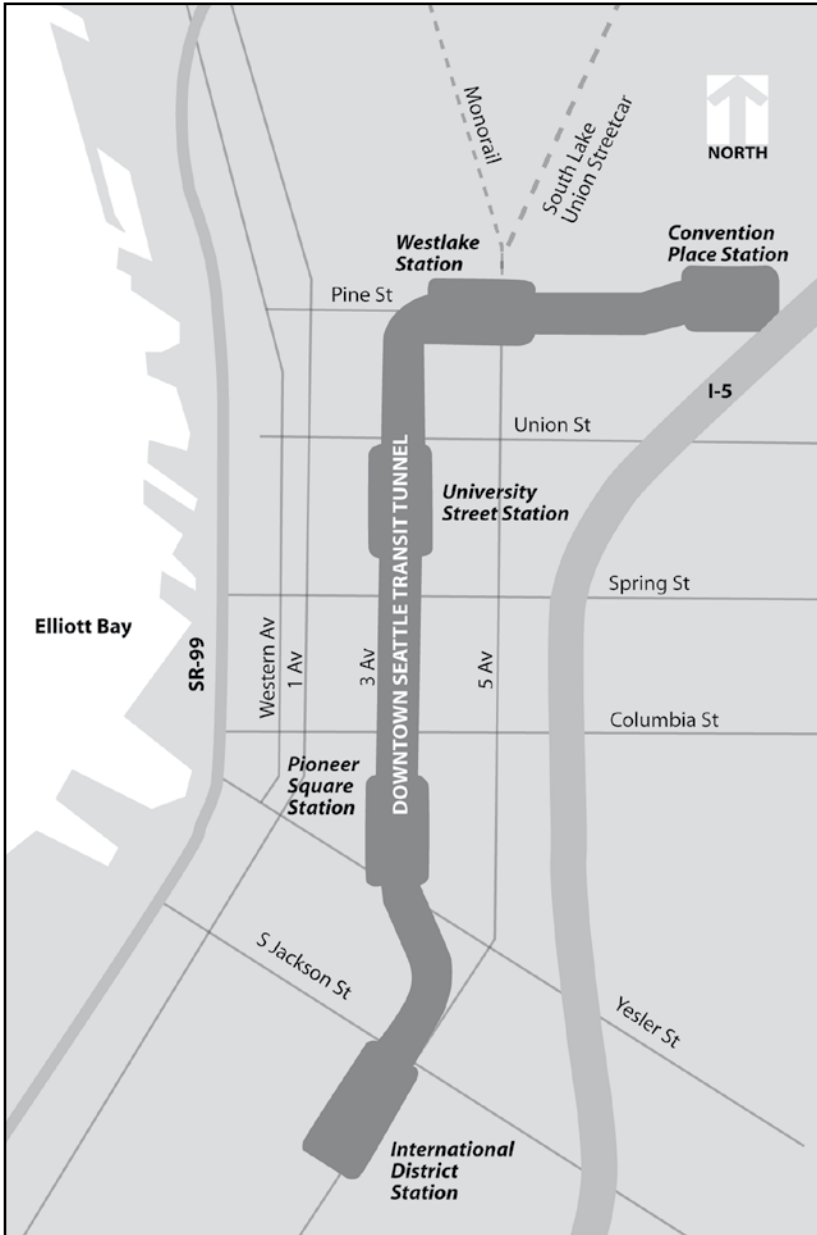 Monorail
South Lake
Union Streetcar
NORTH
Westlake
Station
Convention
Place Station
Pine St
I-5
Union St
University
Street Station
DOWNTOWN SEATTLE TRANSIT TUNNEL
Spring St
Elliott Bay
SR-99
Western Av
1 Av
3 Av
5 Av
Columbia St
Pioneer
Square
Station
S Jackson St
Yesler St
International
District
Station